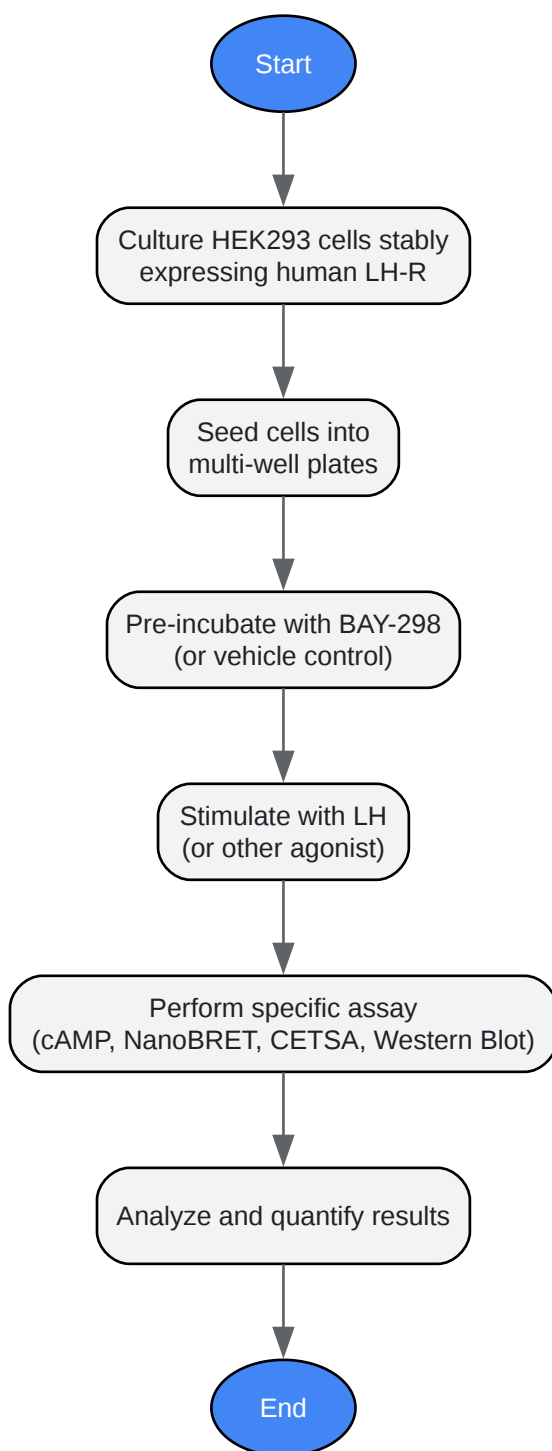 Start
Culture HEK293 cells stably
expressing human LH-R
Seed cells into
multi-well plates
Pre-incubate with BAY-298
(or vehicle control)
Stimulate with LH
(or other agonist)
Perform specific assay
(cAMP, NanoBRET, CETSA, Western Blot)
Analyze and quantify results
End